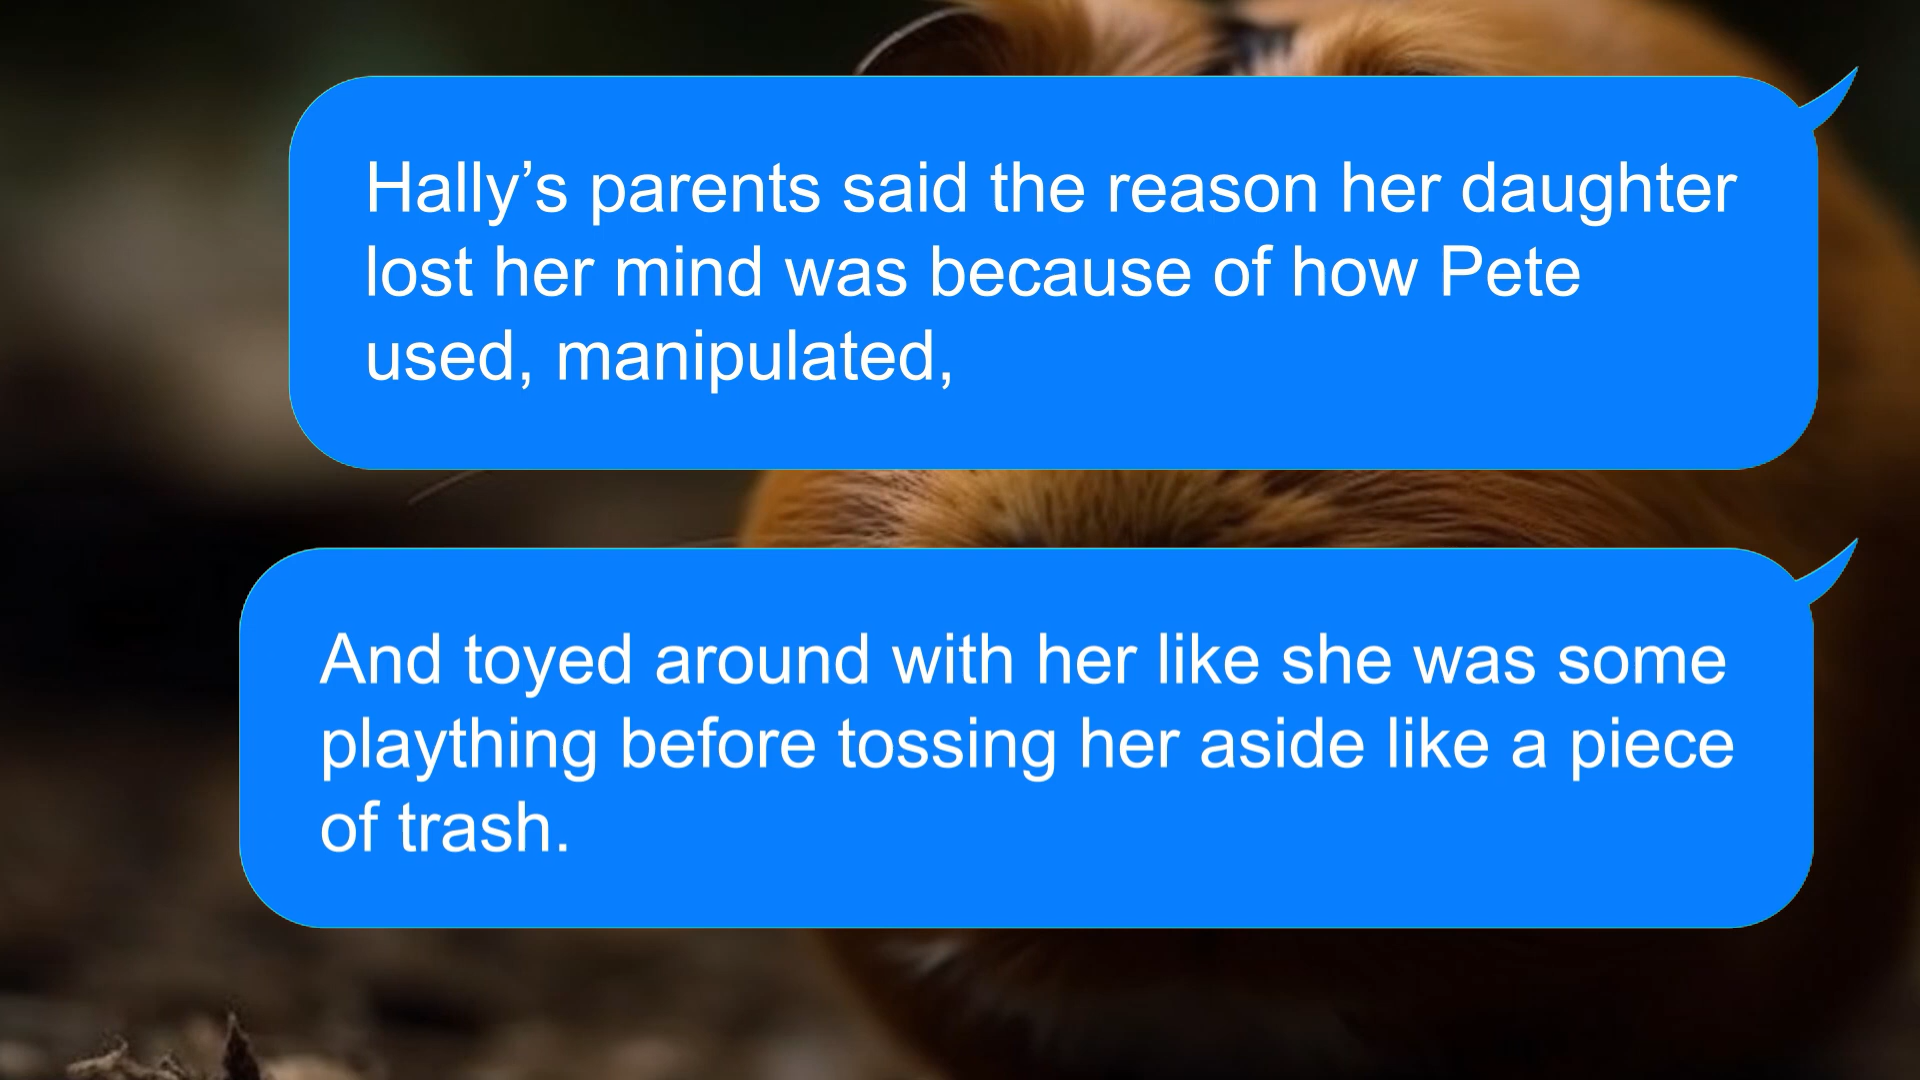 Hally’s parents said the reason her daughter
lost her mind was because of how Pete
used, manipulated,
And toyed around with her like she was some
plaything before tossing her aside like a piece
of trash.